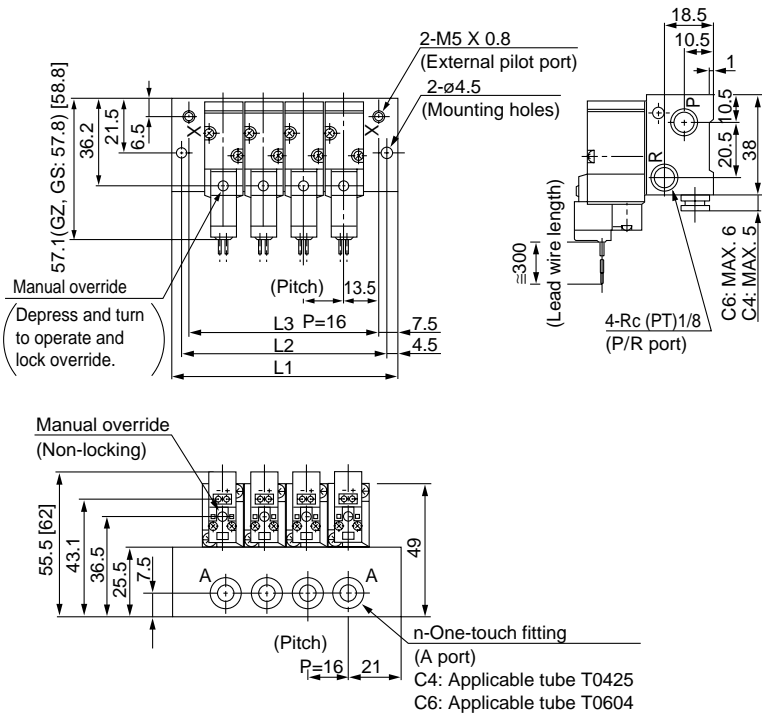 2-M5 X 0.8
(External pilot port)
2-ø4.5
(Mounting holes)
57.1(GZ, GS: 57.8) [58.8]
36.2
21.5
6.5
X
X
Manual override
(Depress and turn
to operate and
lock override.)
(Pitch)
13.5
L3
P=16
7.5
L2
4.5
L1
18.5
10.5
1
P
R
10.5
20.5
38
≅300
(Lead wire length)
C6: MAX. 6
C4: MAX. 5
4-Rc (PT)1/8
(P/R port)
Manual override
(Non-locking)
55.5 [62]
43.1
36.5
25.5
7.5
- +
- +
- +
- +
A
A
49
(Pitch)
P=16
21
n-One-touch fitting
(A port)
C4: Applicable tube T0425
C6: Applicable tube T0604